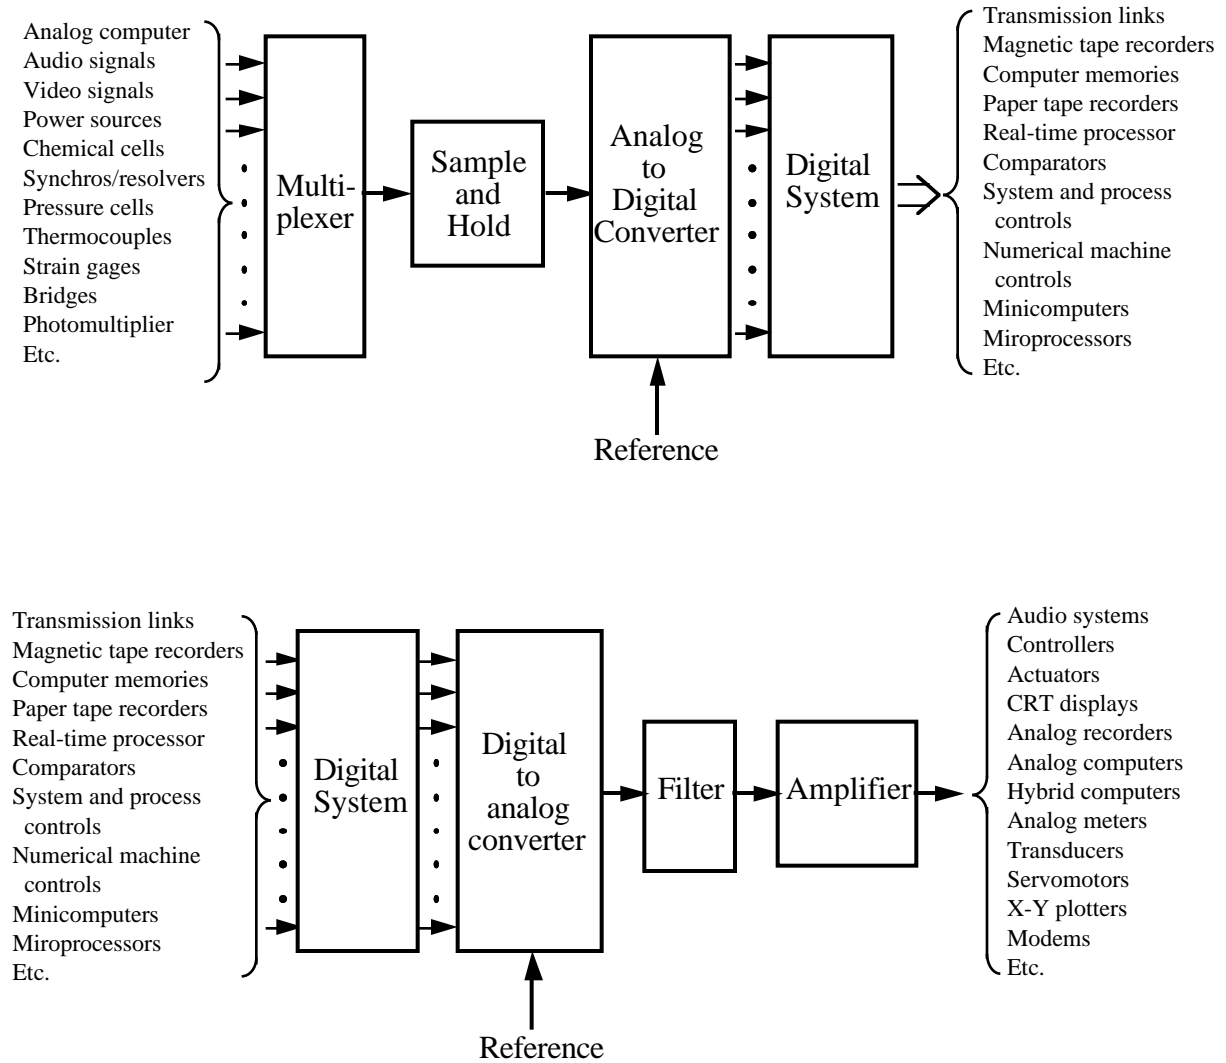 Analog computer
Audio signals
Video signals
Power sources
Chemical cells
Synchros/resolvers
Pressure cells
Thermocouples
Strain gages
Bridges
Photomultiplier
Etc.
Multi-
plexer
Sample
and
Hold
Analog
to
Digital
Converter
Reference
Digital
System
Transmission links
Magnetic tape recorders
Computer memories
Paper tape recorders
Real-time processor
Comparators
System and process
controls
Numerical machine
controls
Minicomputers
Miroprocessors
Etc.
Transmission links
Magnetic tape recorders
Computer memories
Paper tape recorders
Real-time processor
Comparators
System and process
controls
Numerical machine
controls
Minicomputers
Miroprocessors
Etc.
Digital
System
Digital
to
analog
converter
Reference
Filter
Amplifier
Audio systems
Controllers
Actuators
CRT displays
Analog recorders
Analog computers
Hybrid computers
Analog meters
Transducers
Servomotors
X-Y plotters
Modems
Etc.